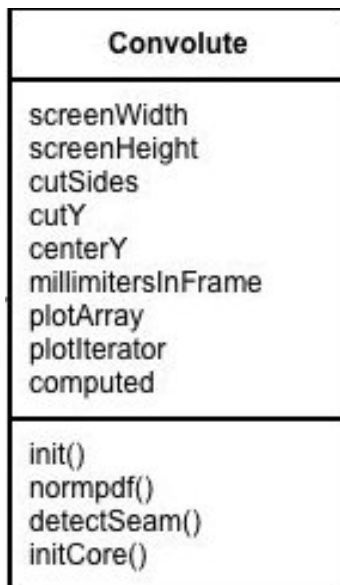 Convolute
screenWidth
screenHeight
cutSides
cutY
centerY
millimitersInFrame
plotArray
plotIterator
computed
init()
normpdf()
detectSeam()
initCore()